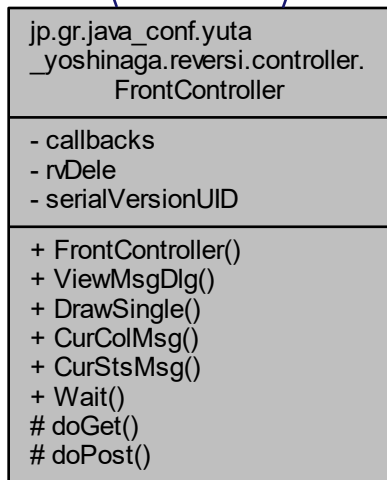 jp.gr.java_conf.yuta
_yoshinaga.reversi.controller.
FrontController
- callbacks
- rvDele
- serialVersionUID
+ FrontController()
+ ViewMsgDlg()
+ DrawSingle()
+ CurColMsg()
+ CurStsMsg()
+ Wait()
# doGet()
# doPost()